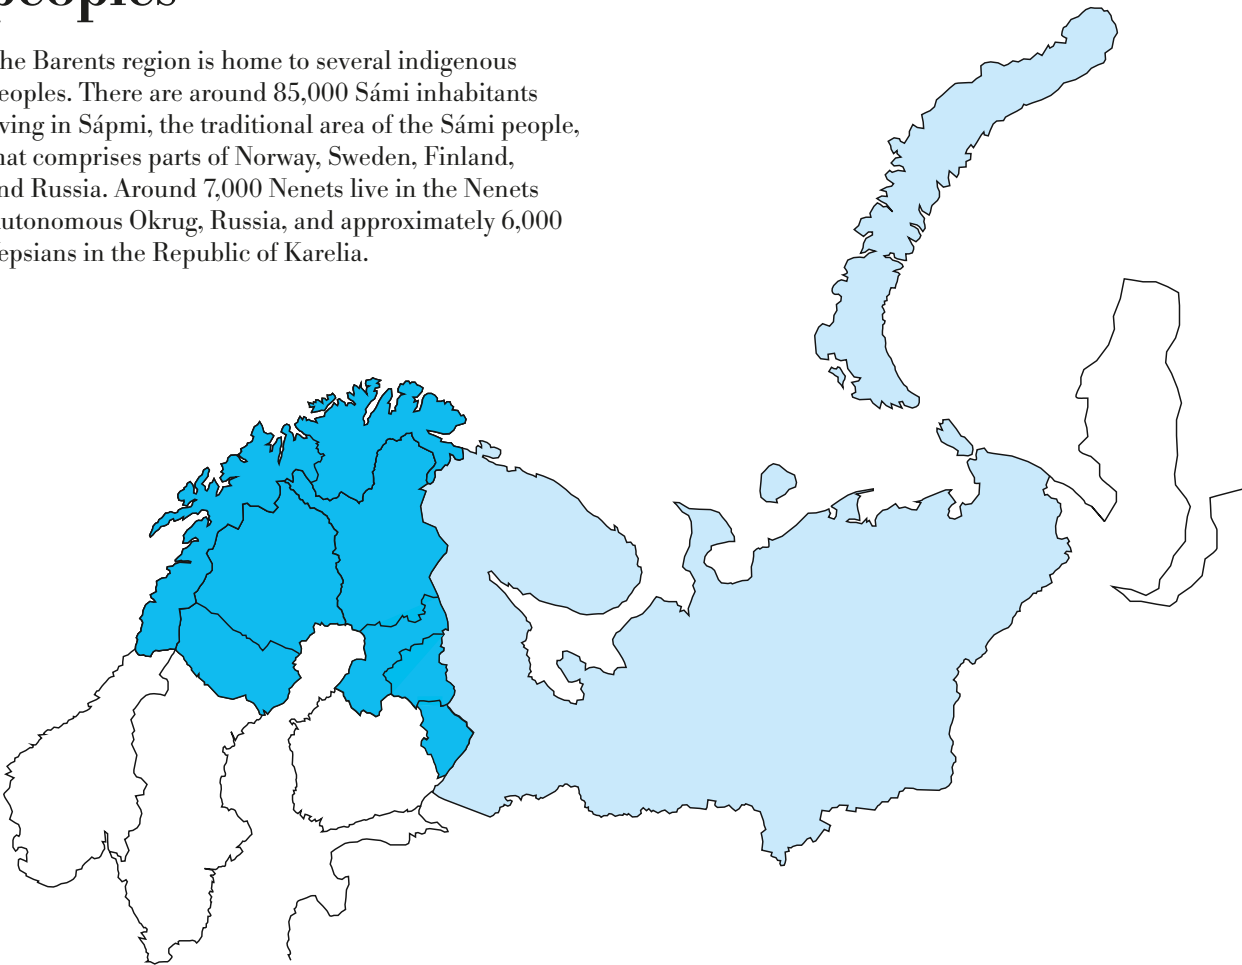 peoples
he Barents region is home to several indigenous
eoples. There are around 85,000 Sámi inhabitants
ving in Sápmi, the traditional area of the Sámi people,
hat comprises parts of Norway, Sweden, Finland,
nd Russia. Around 7,000 Nenets live in the Nenets
utonomous Okrug, Russia, and approximately 6,000
epsians in the Republic of Karelia.